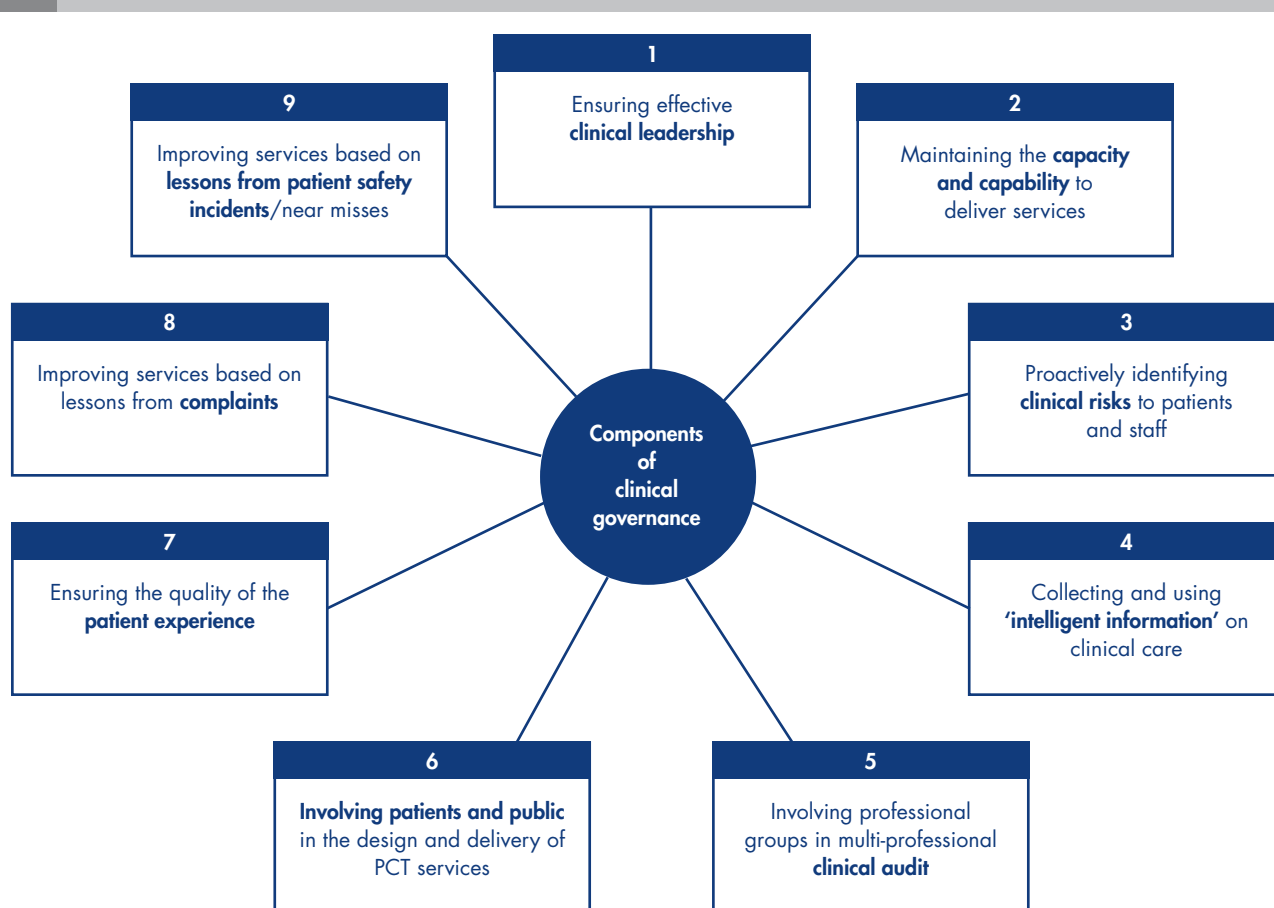 Components
of
clinical
governance
1
Ensuring effective
clinical leadership
2
Maintaining the capacity
and capability to
deliver services
3
Proactively identifying
clinical risks to patients
and staff
4
Collecting and using
‘intelligent information’ on
clinical care
5
Involving professional
groups in multi-professional
clinical audit
6
Involving patients and public
in the design and delivery of
PCT services
7
Ensuring the quality of the
patient experience
8
Improving services based on
lessons from complaints
9
Improving services based on
lessons from patient safety
incidents/near misses